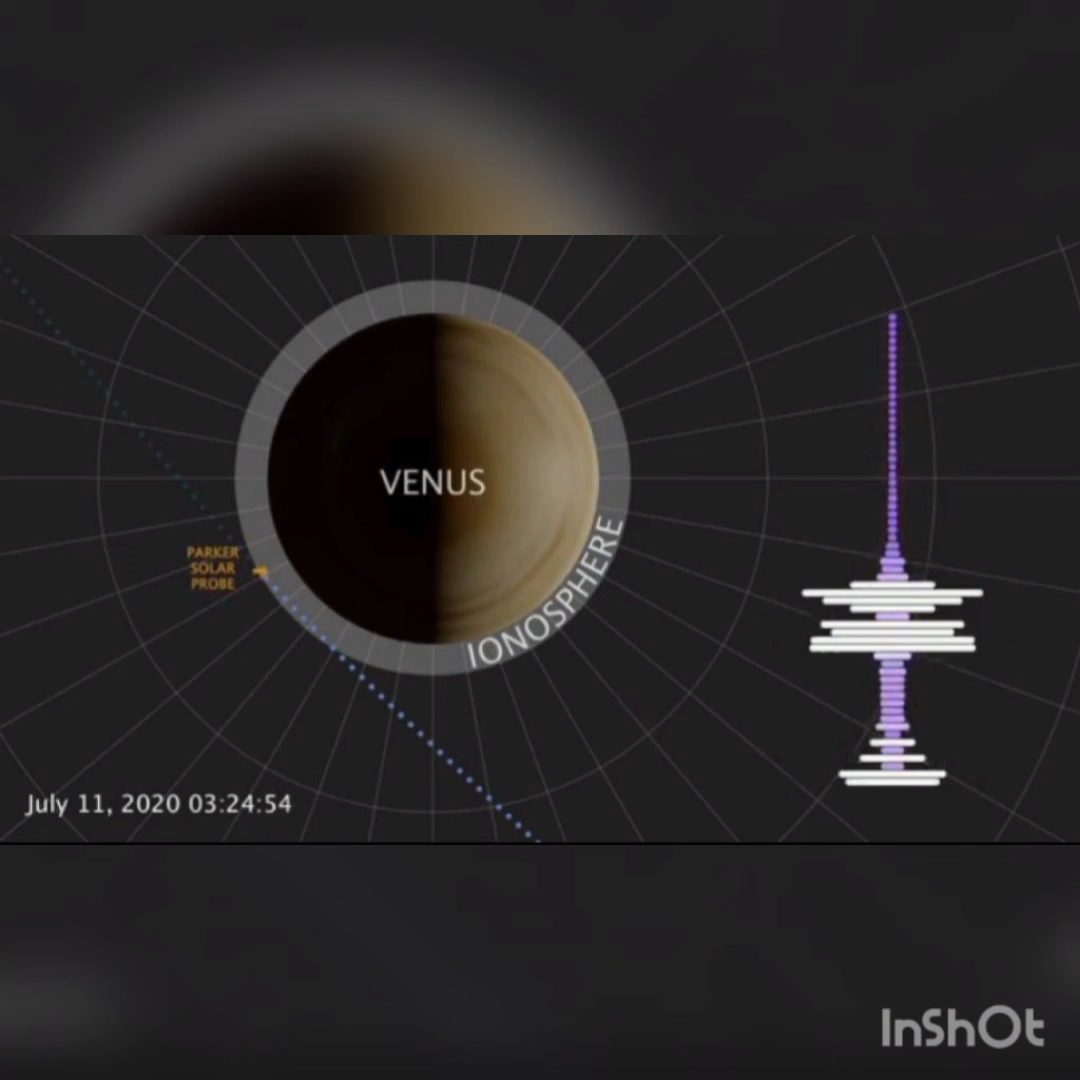 VENUS
PARKER
SOLAR
PROBE
IONOSPHERE
July 11, 2020 03:24:54
InShOt